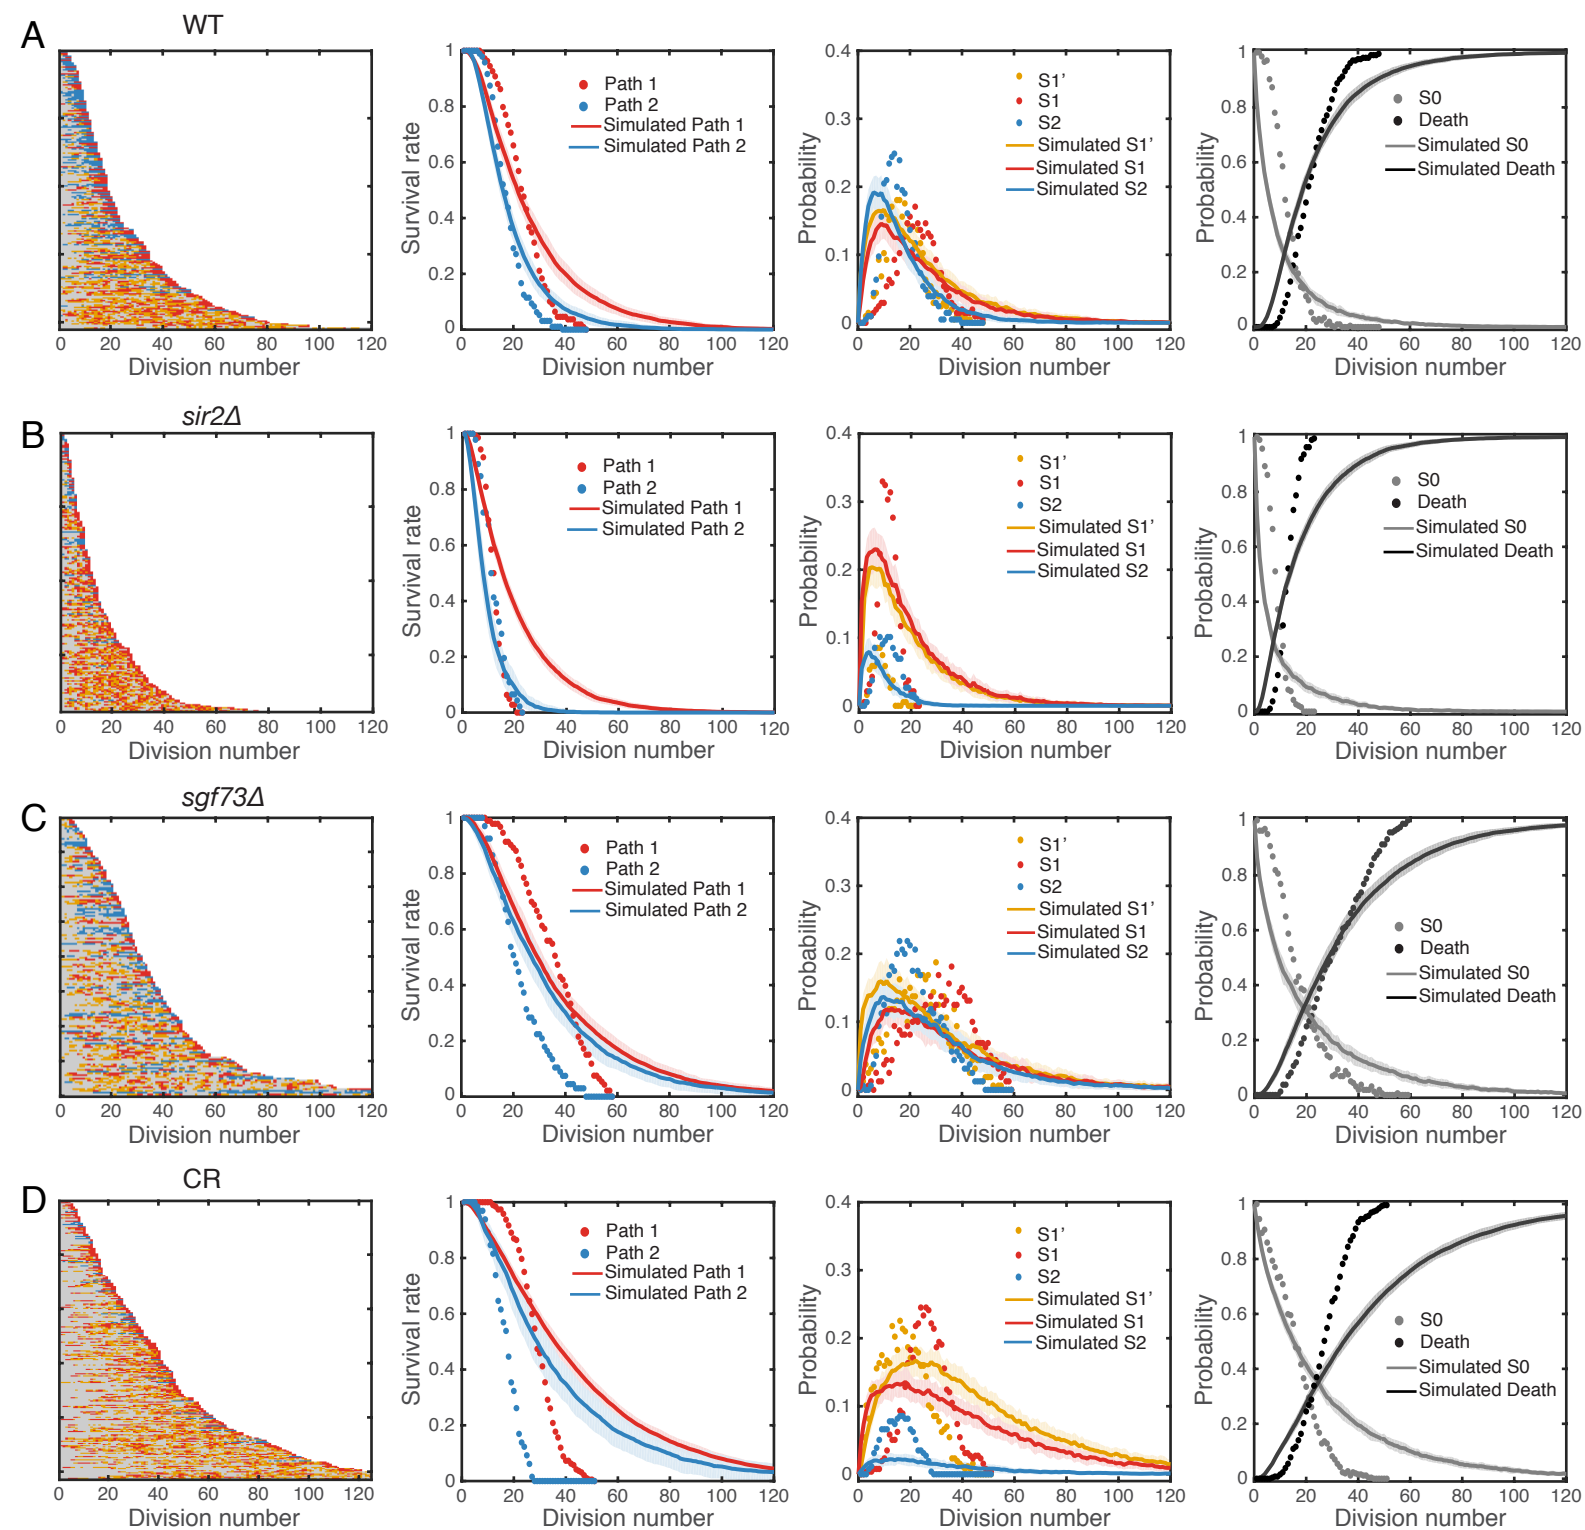 A
WT
0 20 40 60 80 100 120
Division number
Survival rate
1
0.8
0.6
0.4
0.2
0
Path 1
Path 2
Simulated Path 1
Simulated Path 2
0 20 40 60 80 100 120
Division number
Probability
0.4
0.3
0.2
0.1
0
S1’
S1
S2
Simulated S1’
Simulated S1
Simulated S2
0 20 40 60 80 100 120
Division number
Probability
1
0.8
0.6
0.4
0.2
0
S0
Death
Simulated S0
Simulated Death
0 20 40 60 80 100 120
Division number
B
sir2Δ
0 20 40 60 80 100 120
Division number
Survival rate
1
0.8
0.6
0.4
0.2
0
Path 1
Path 2
Simulated Path 1
Simulated Path 2
0 20 40 60 80 100 120
Division number
Probability
0.4
0.3
0.2
0.1
0
S1’
S1
S2
Simulated S1’
Simulated S1
Simulated S2
0 20 40 60 80 100 120
Division number
Probability
1
0.8
0.6
0.4
0.2
0
S0
Death
Simulated S0
Simulated Death
0 20 40 60 80 100 120
Division number
C
sgf73Δ
0 20 40 60 80 100 120
Division number
Survival rate
1
0.8
0.6
0.4
0.2
0
Path 1
Path 2
Simulated Path 1
Simulated Path 2
0 20 40 60 80 100 120
Division number
Probability
0.4
0.3
0.2
0.1
0
S1’
S1
S2
Simulated S1’
Simulated S1
Simulated S2
0 20 40 60 80 100 120
Division number
Probability
1
0.8
0.6
0.4
0.2
0
S0
Death
Simulated S0
Simulated Death
0 20 40 60 80 100 120
Division number
D
CR
0 20 40 60 80 100 120
Division number
Survival rate
1
0.8
0.6
0.4
0.2
0
Path 1
Path 2
Simulated Path 1
Simulated Path 2
0 20 40 60 80 100 120
Division number
Probability
0.4
0.3
0.2
0.1
0
S1’
S1
S2
Simulated S1’
Simulated S1
Simulated S2
0 20 40 60 80 100 120
Division number
Probability
1
0.8
0.6
0.4
0.2
0
S0
Death
Simulated S0
Simulated Death
0 20 40 60 80 100 120
Division number